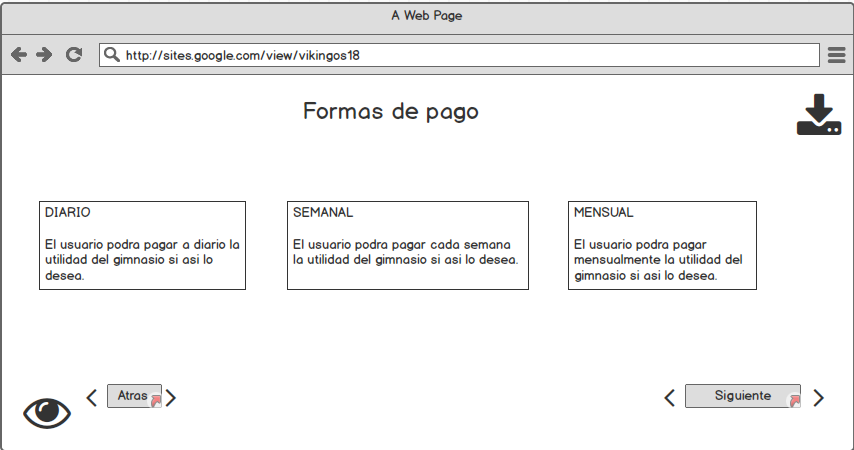 A Web Page
http://sites.google.com/view/vikingos18
Formas de pago
DIARIO
El usuario podra pagar a diario la
utilidad del gimnasio si asi lo
desea.
SEMANAL
El usuario podra pagar cada semana
la utilidad del gimnasio si asi lo desea.
MENSUAL
El usuario podra pagar
mensualmente la utilidad del
gimnasio si asi lo desea.
Atras
Siguiente